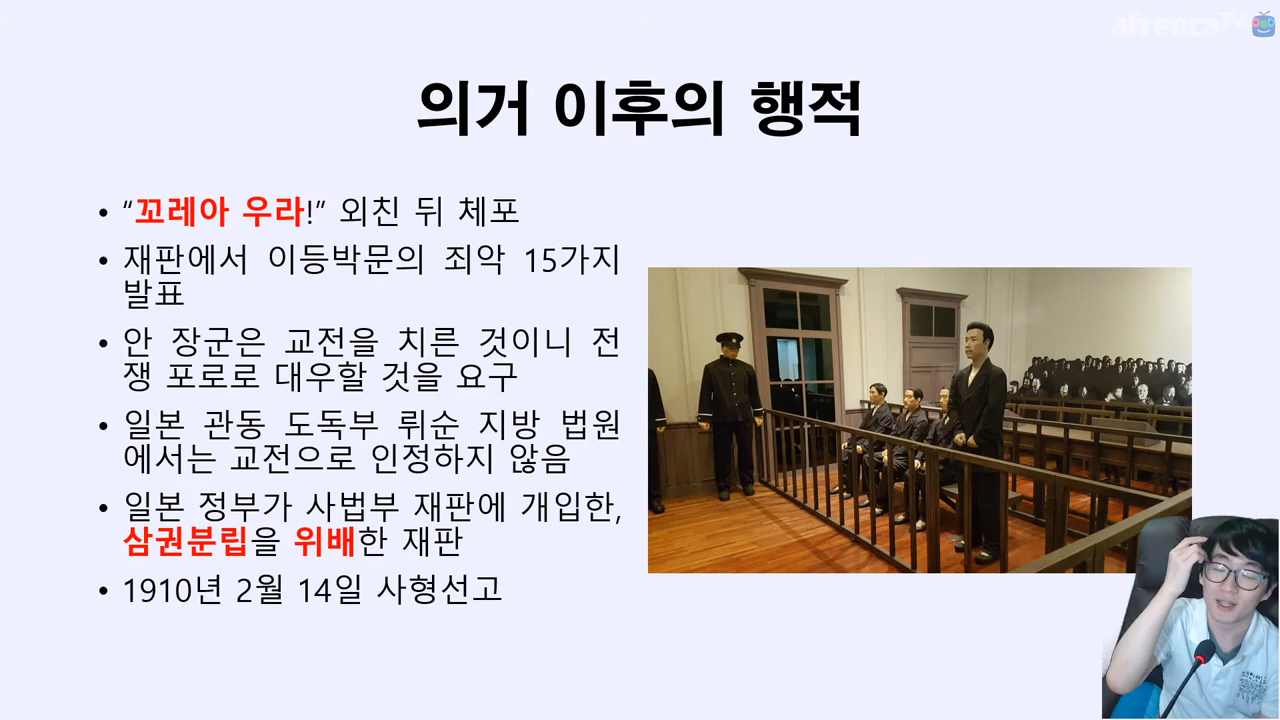 afreecaTV
의거 이후의 행적
• “꼬레아 우라!” 외친 뒤 체포
• 재판에서 이등박문의 죄악 15가지
발표
• 안 장군은 교전을 치른 것이니 전
쟁 포로로 대우할 것을 요구
• 일본 관동 도독부 뤼순 지방 법원
에서는 교전으로 인정하지 않음
• 일본 정부가 사법부 재판에 개입한,
삼권분립을 위배한 재판
• 1910년 2월 14일 사형선고